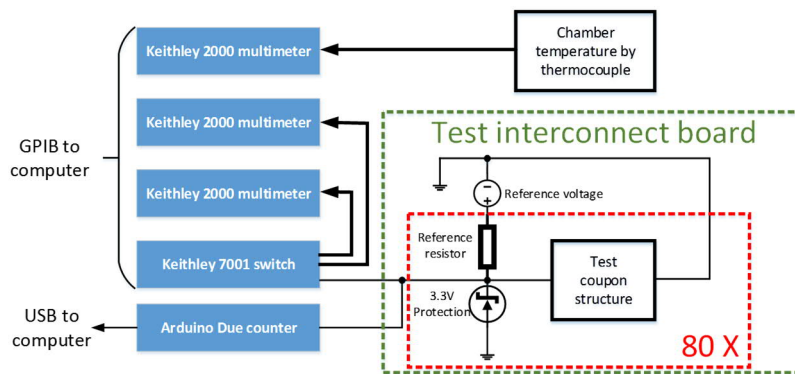 Keithley 2000 multimeter
Chamber
temperature by
thermocouple
Keithley 2000 multimeter
Test interconnect board
GPIB to
computer
Keithley 2000 multimeter
−
+
Reference voltage
Reference
resistor
Keithley 7001 switch
Test
coupon
structure
3.3V
Protection
USB to
computer
Arduino Due counter
80 X